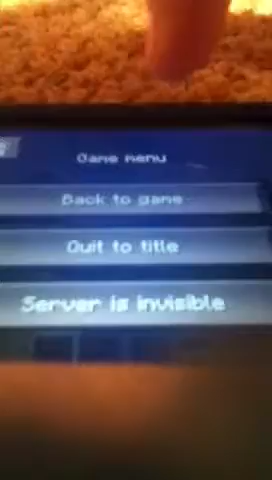 Game menu
Back to game
Quit to title
Server is invisible